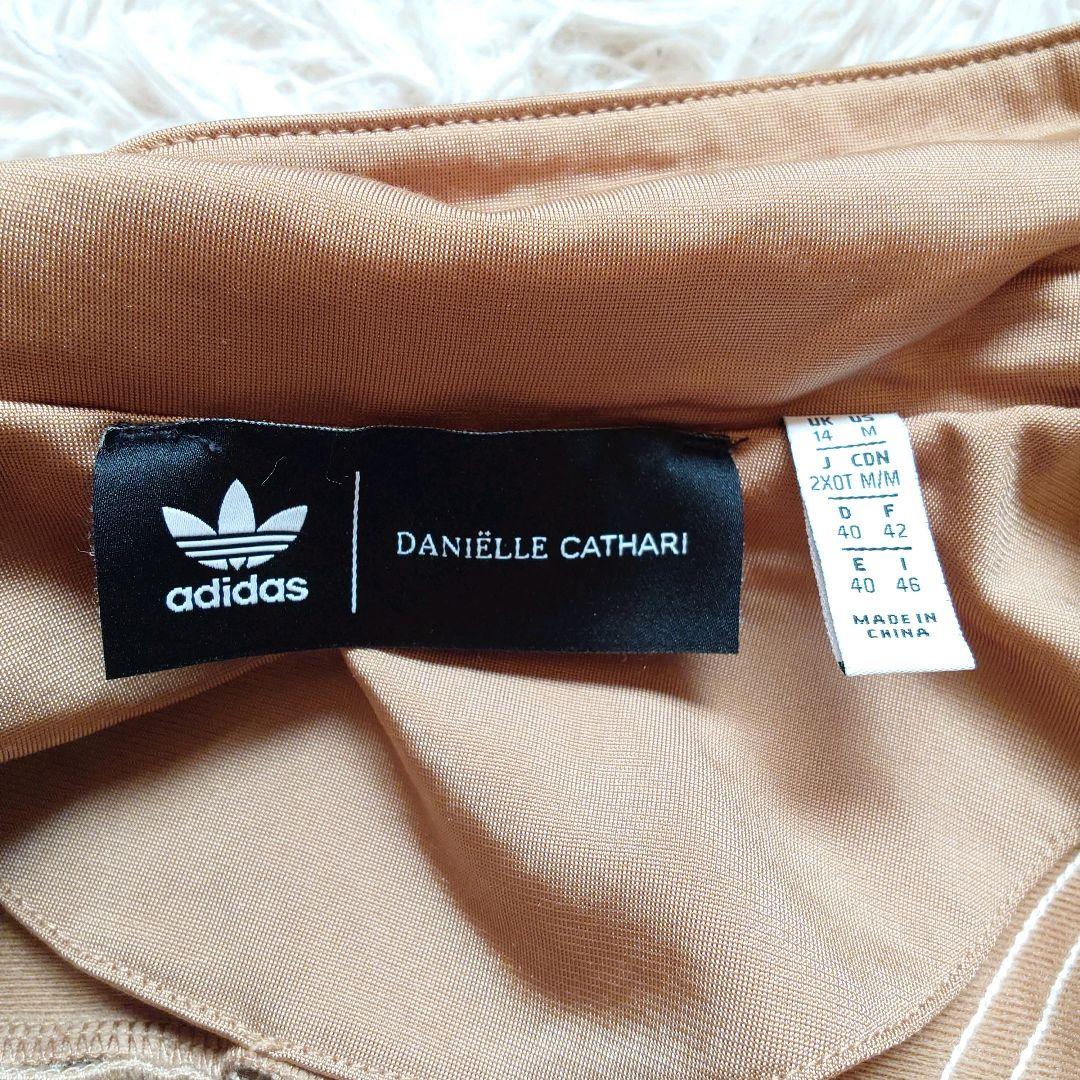 adidas
DANIËLLE CATHARI
UK US
14 M
J CDN
2XOT M/M
D F
40 42
E I
40 46
MADE IN
CHINA